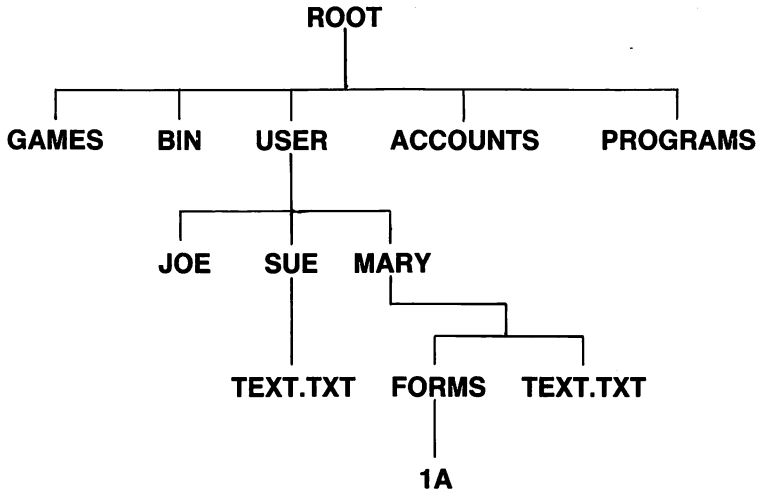 ROOT
GAMES BIN USER ACCOUNTS PROGRAMS
JOE SUE MARY
TEXT.TXT FORMS TEXT.TXT
1A